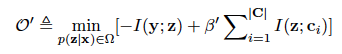 𝒪′ ≜ min_{p(z|x)∈Ω} [−I(y; z) + β′ ∑_{i=1}^{|C|} I(z; c_i)]